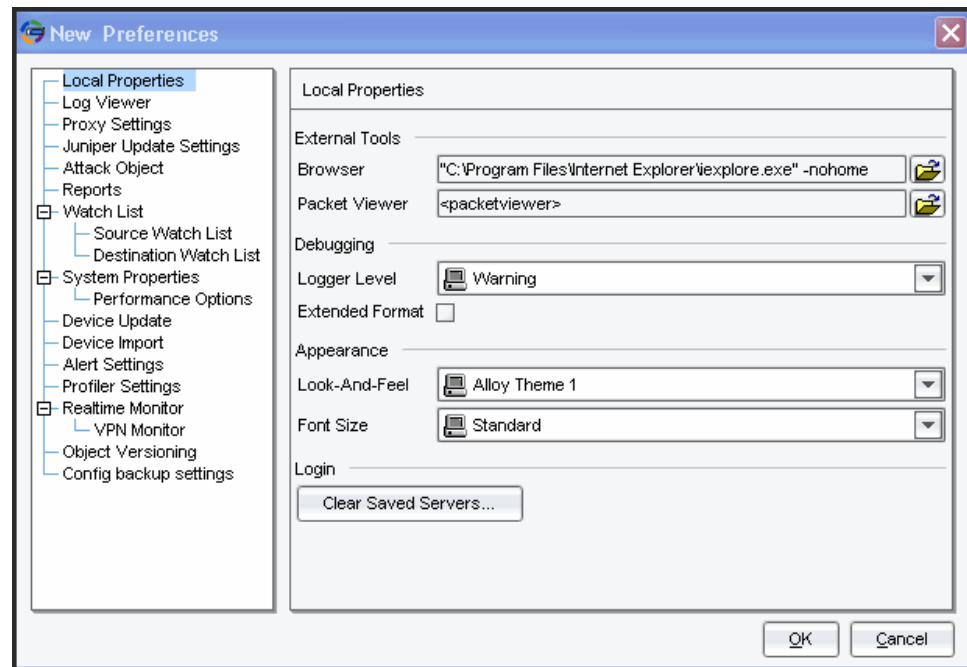 New Preferences
Local Properties
Log Viewer
Proxy Settings
Juniper Update Settings
Attack Object
Reports
Watch List
Source Watch List
Destination Watch List
System Properties
Performance Options
Device Update
Device Import
Alert Settings
Profiler Settings
Realtime Monitor
VPN Monitor
Object Versioning
Config backup settings
Local Properties
External Tools
Browser "C:\Program Files\Internet Explorer\iexplore.exe" -nohome
Packet Viewer <packetviewer>
Debugging
Logger Level Warning
Extended Format
Appearance
Look-And-Feel Alloy Theme 1
Font Size Standard
Login
Clear Saved Servers...
OK Cancel